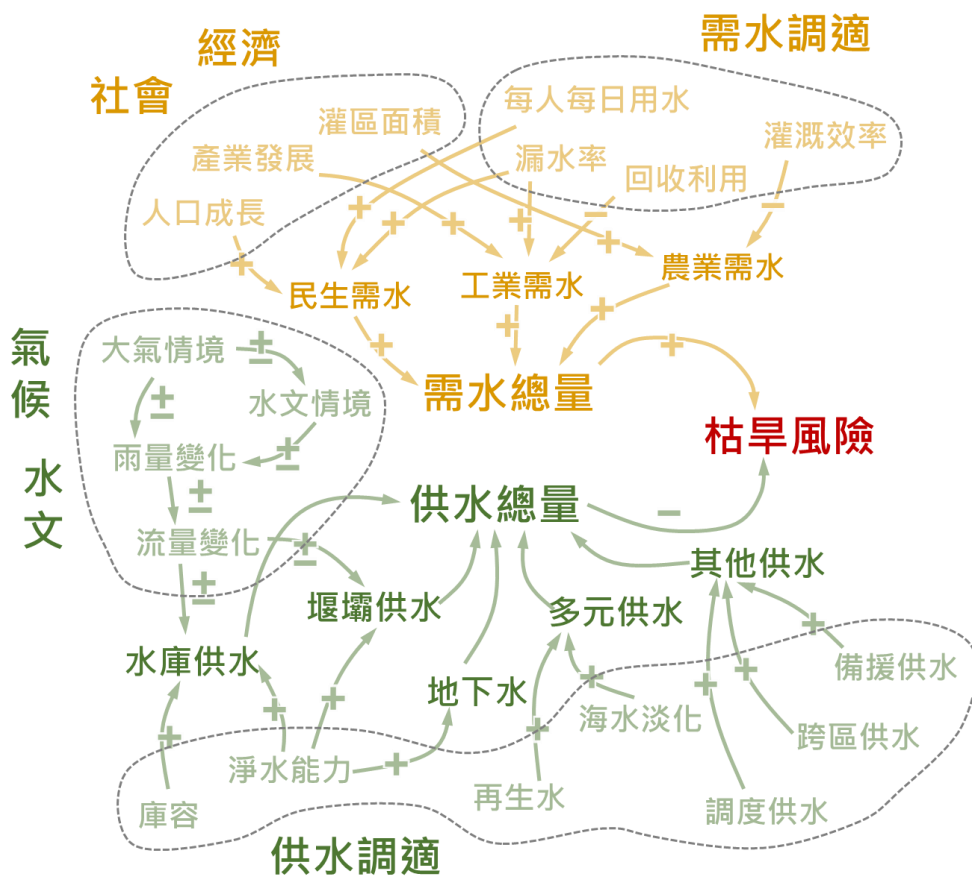 需水調適
經濟
社會
每人每日用水
灌區面積
灌溉效率
產業發展
漏水率
回收利用
人口成長
+
+
+
+
+
−
+
−
農業需水
工業需水
民生需水
+
+
+
+
氣候
大氣情境
±
水文情境
需水總量
±
枯旱風險
雨量變化
±
水文
±
供水總量
−
流量變化
±
其他供水
±
堰壩供水
多元供水
+
水庫供水
備援供水
地下水
+
+
+
+
+
海水淡化
+
+
跨區供水
淨水能力
+
再生水
庫容
調度供水
供水調適